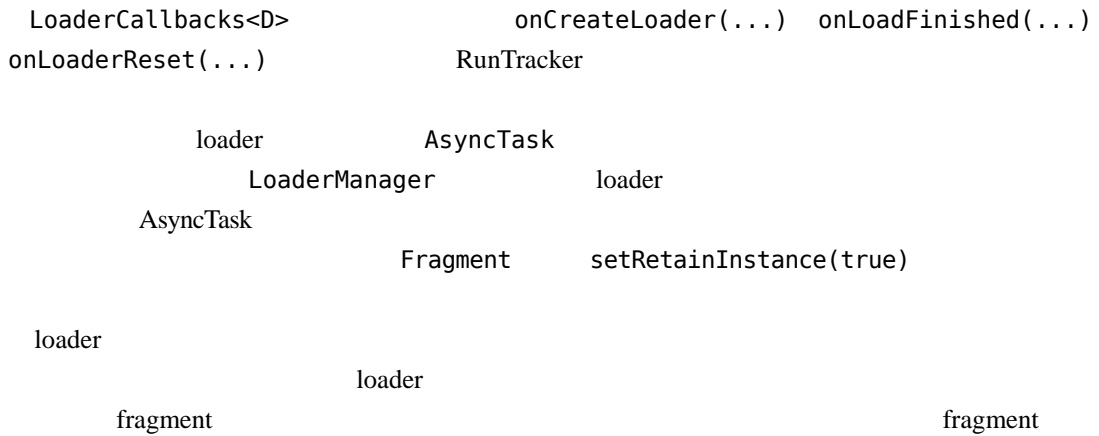 LoaderCallbacks<D> onCreateLoader(...) onLoadFinished(...)
onLoaderReset(...) RunTracker
loader AsyncTask
LoaderManager loader
AsyncTask
Fragment setRetainInstance(true)
loader
loader
fragment fragment